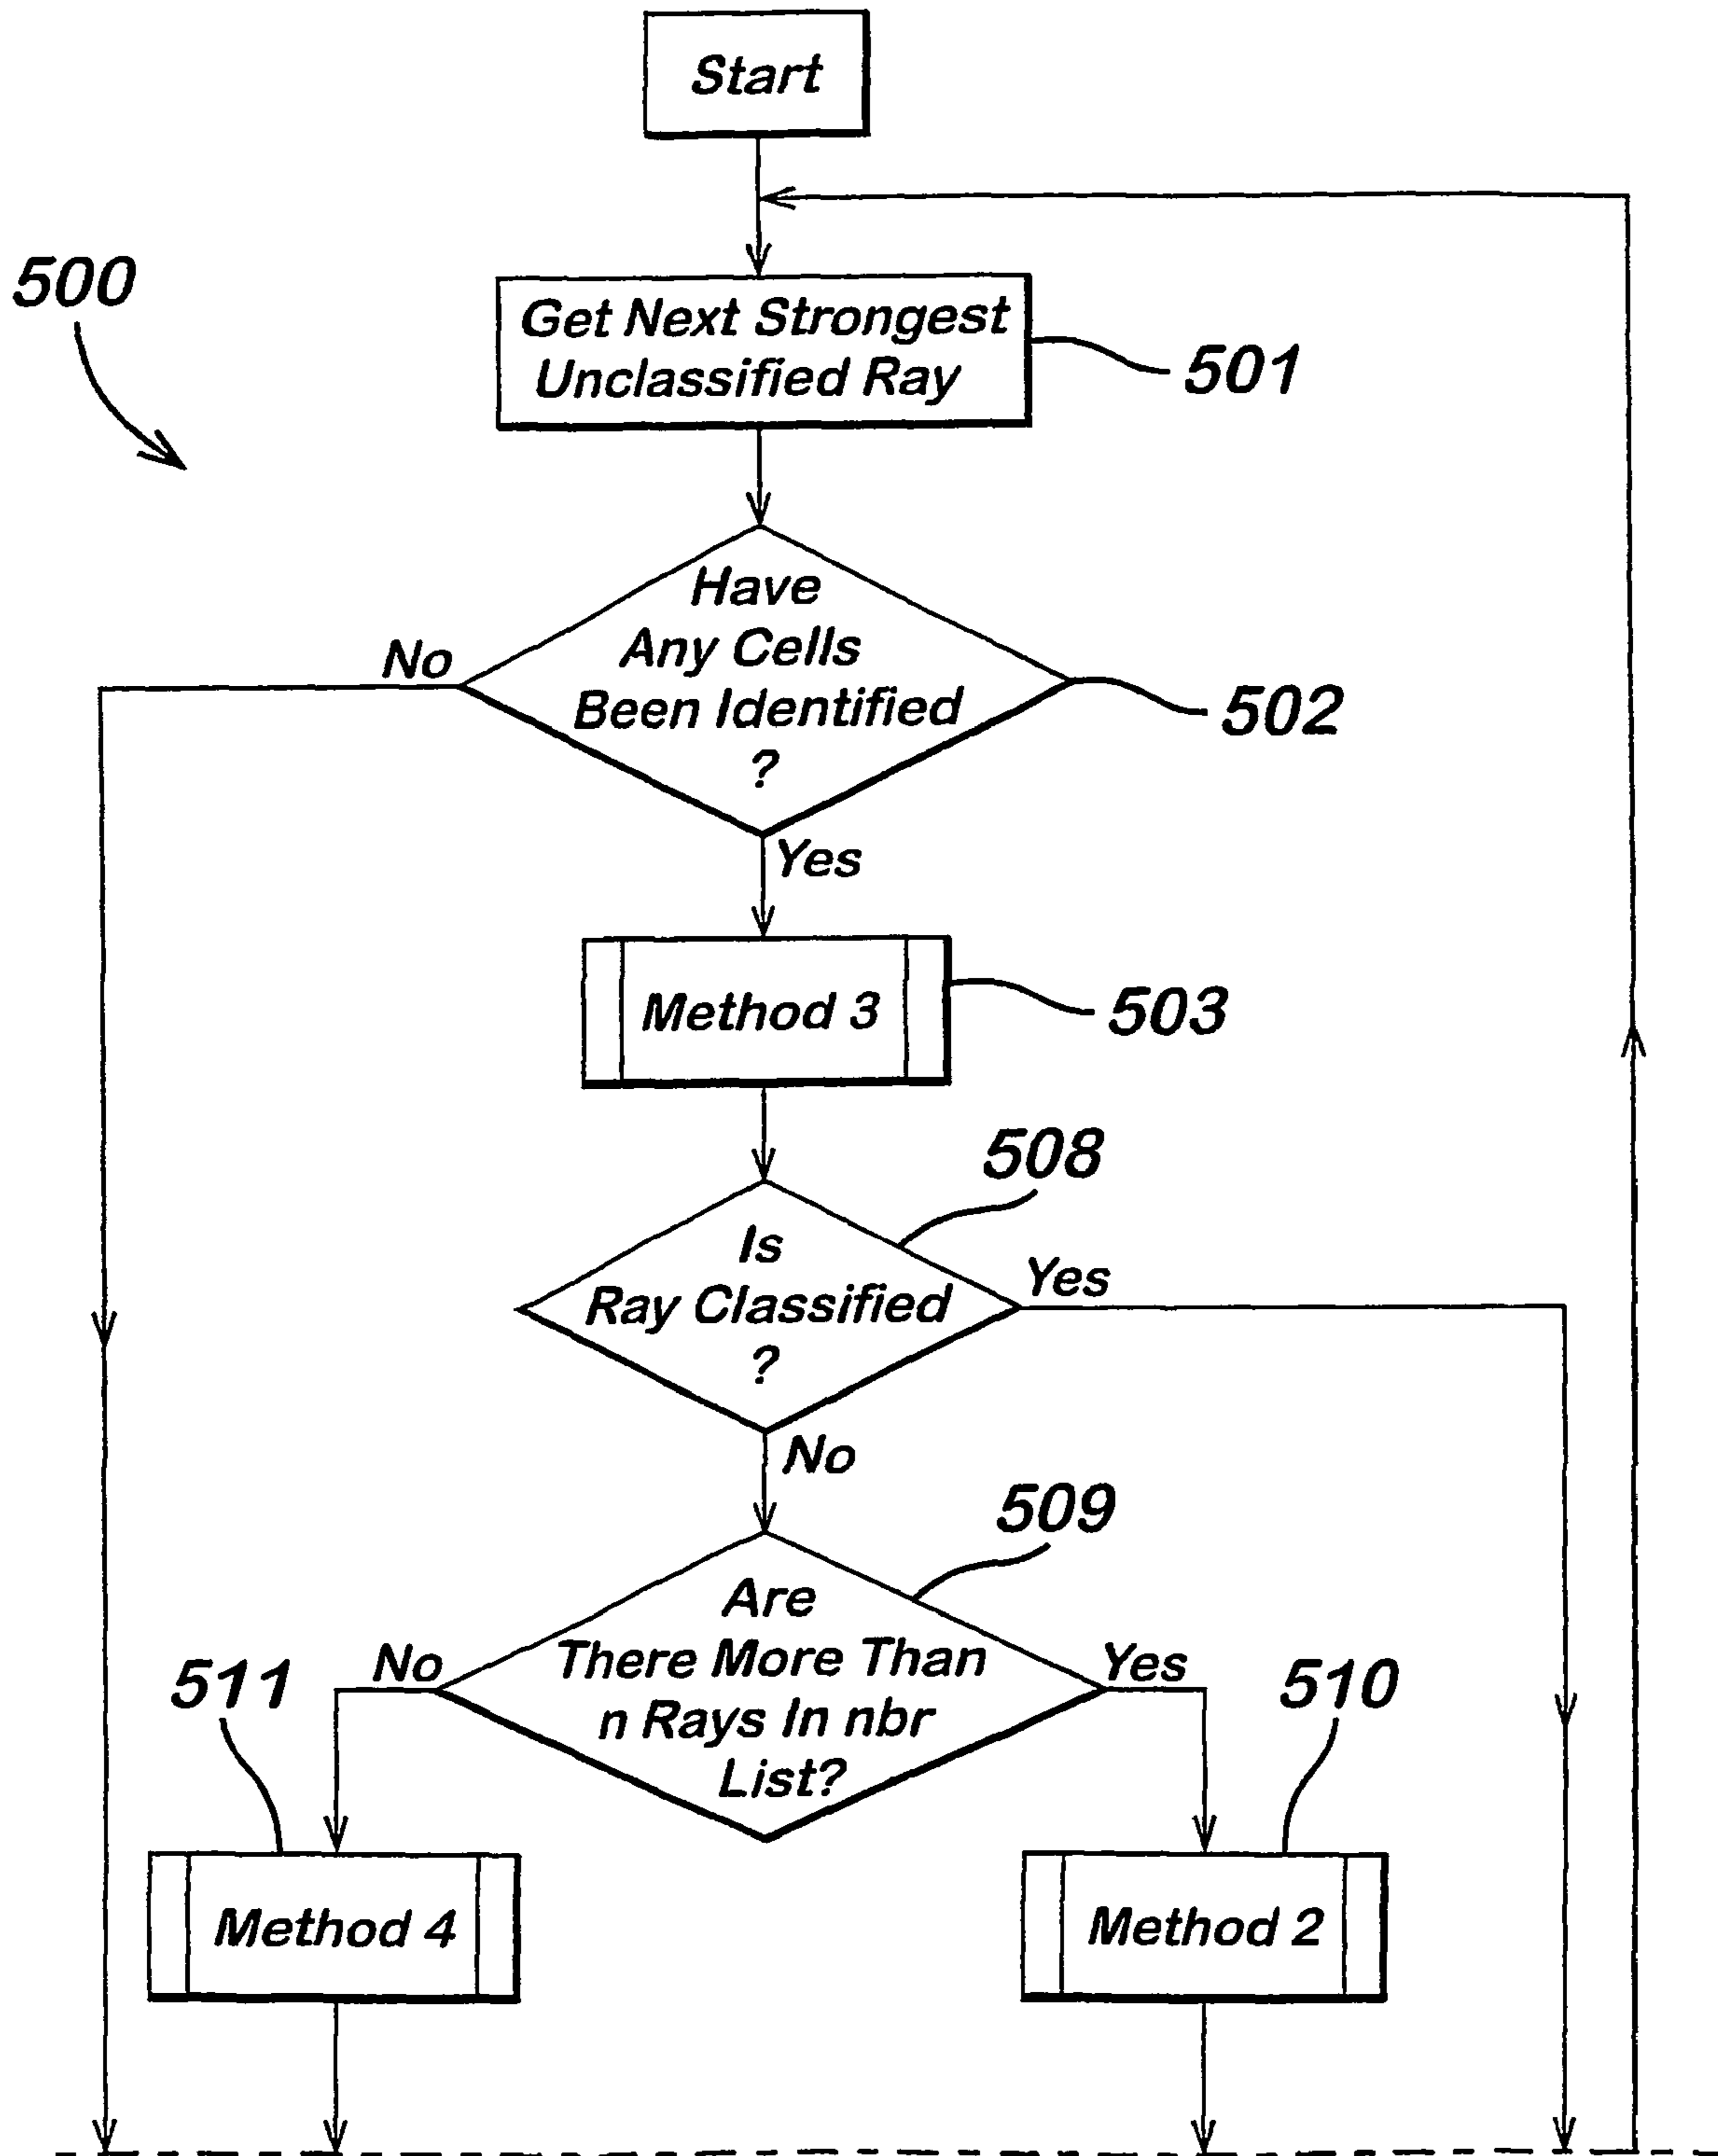 Start
500
Get Next Strongest
Unclassified Ray
501
Have
Any Cells
Been Identified
?
No
502
Yes
Method 3
503
508
Is
Ray Classified
?
Yes
No
509
Are
There More Than
n Rays In nbr
List?
No
Yes
511
510
Method 4
Method 2